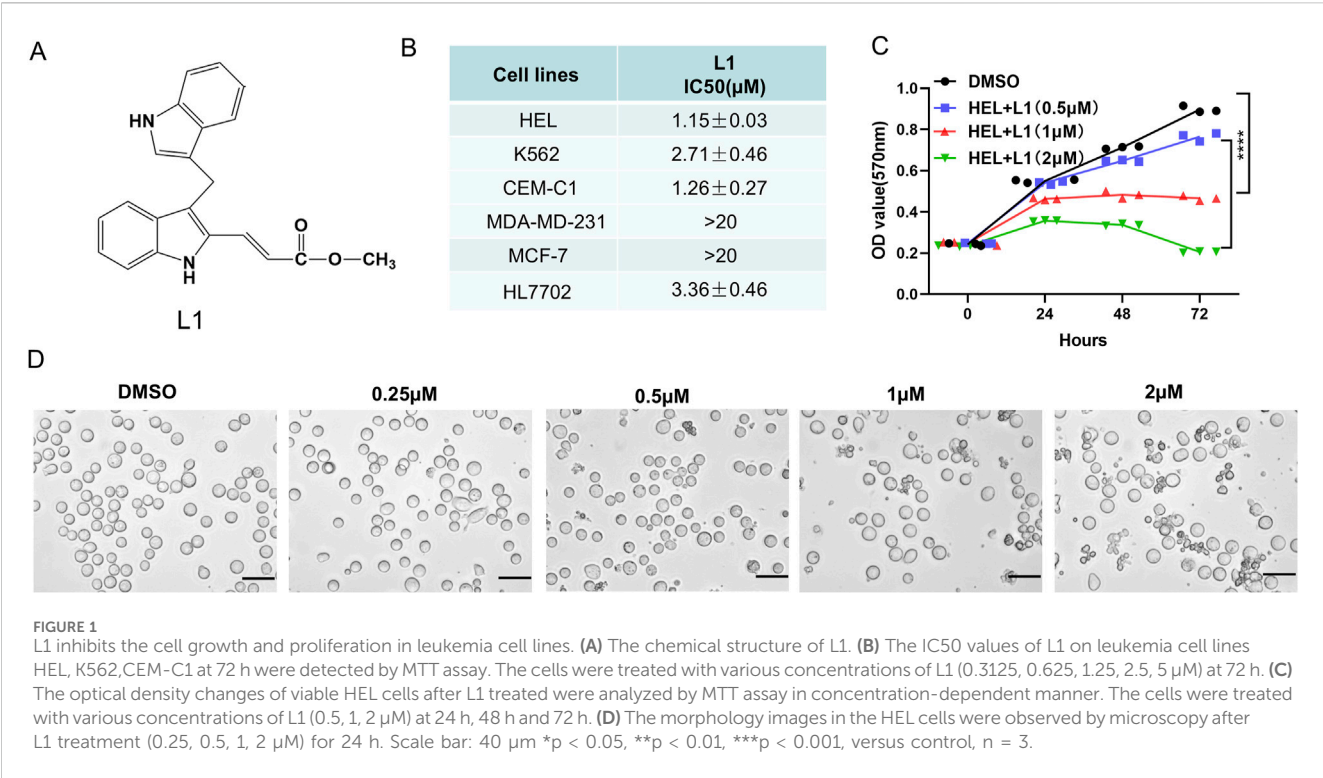 A
HN
N
H
O
C—O—CH3
L1
B
Cell lines
L1
IC50(μM)
HEL
1.15±0.03
K562
2.71±0.46
CEM-C1
1.26±0.27
MDA-MD-231
>20
MCF-7
>20
HL7702
3.36±0.46
C
DMSO
HEL+L1(0.5μM)
HEL+L1(1μM)
HEL+L1(2μM)
****
OD value(570nm)
1.0
0.8
0.6
0.4
0.2
0.0
0
24
48
72
Hours
D
DMSO
0.25μM
0.5μM
1μM
2μM
FIGURE 1
L1 inhibits the cell growth and proliferation in leukemia cell lines. (A) The chemical structure of L1. (B) The IC50 values of L1 on leukemia cell lines
HEL, K562,CEM-C1 at 72 h were detected by MTT assay. The cells were treated with various concentrations of L1 (0.3125, 0.625, 1.25, 2.5, 5 μM) at 72 h. (C)
The optical density changes of viable HEL cells after L1 treated were analyzed by MTT assay in concentration-dependent manner. The cells were treated
with various concentrations of L1 (0.5, 1, 2 μM) at 24 h, 48 h and 72 h. (D) The morphology images in the HEL cells were observed by microscopy after
L1 treatment (0.25, 0.5, 1, 2 μM) for 24 h. Scale bar: 40 μm *p < 0.05, **p < 0.01, ***p < 0.001, versus control, n = 3.